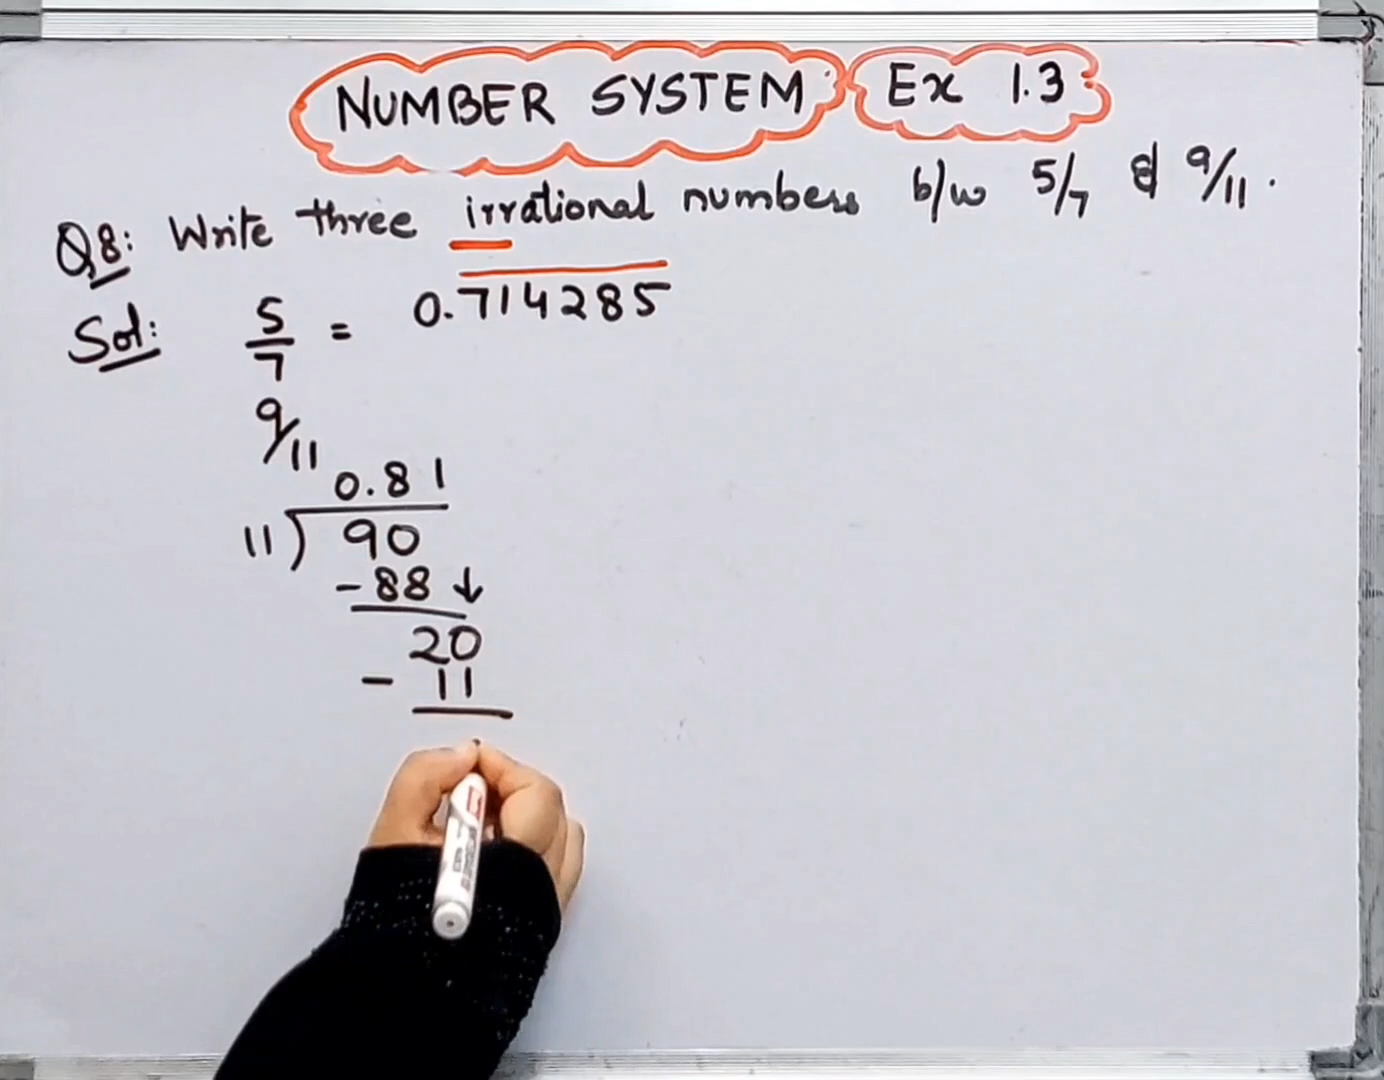 NUMBER SYSTEM Ex 1.3
Q8: Write three irrational numbers b/w 5/7 & 9/11.
Sol: 5/7 = 0.714285
9/11
0.81
11) 90
-88 ↓
20
- 11